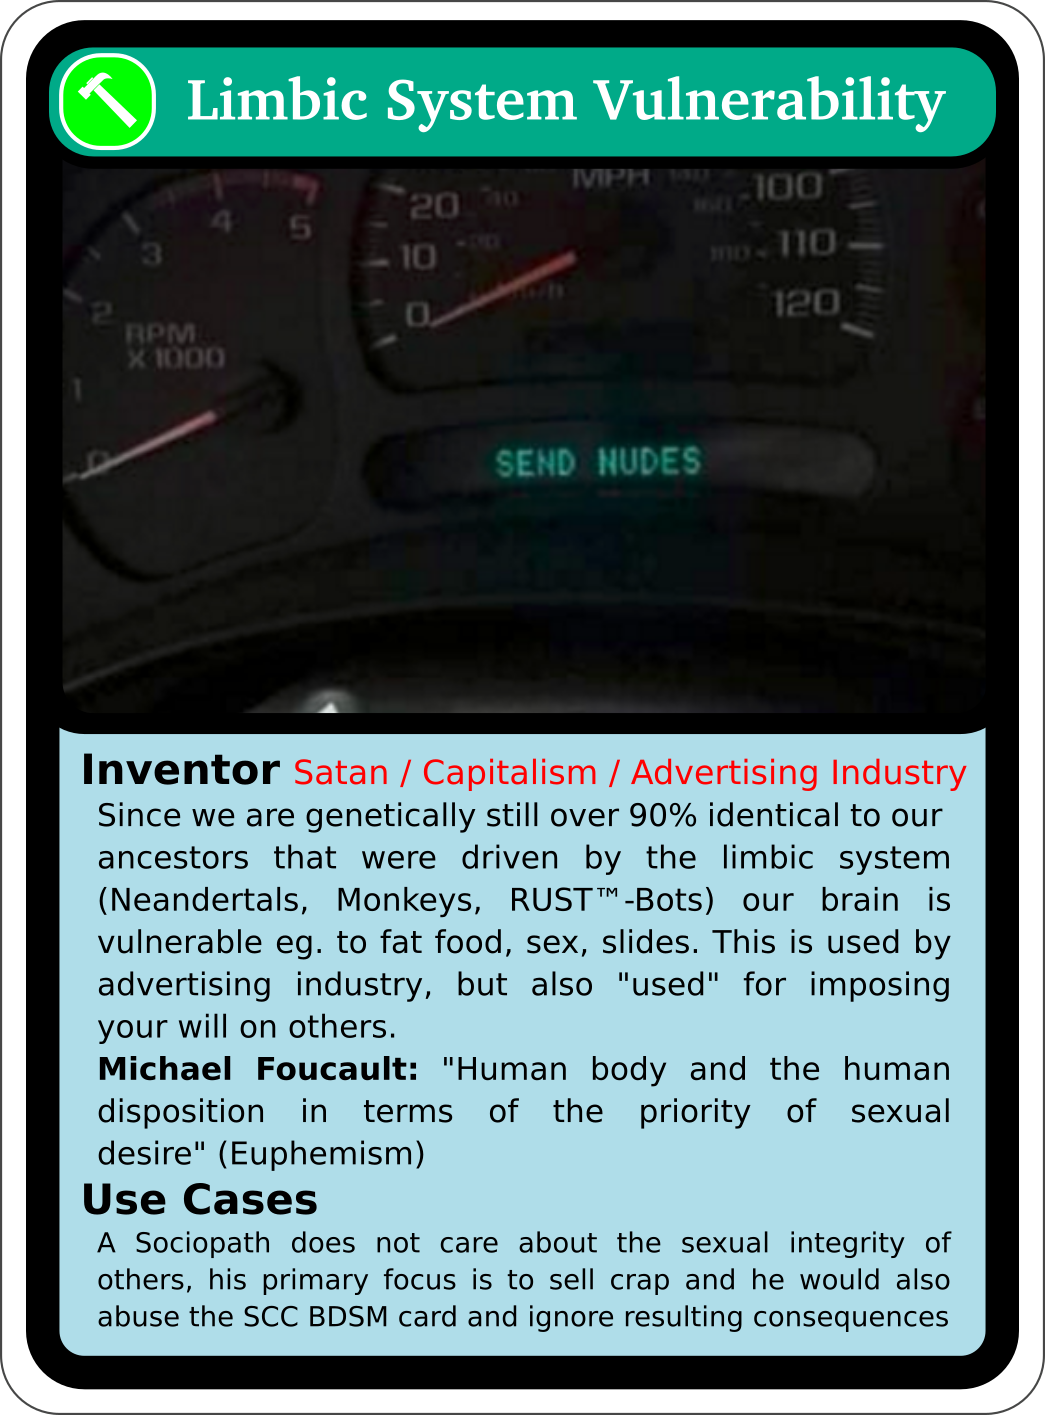 Limbic System Vulnerability
MPH
20
100
4
5
3
10
110
2
0
120
RPM
X 1000
1
0
SEND NUDES
Inventor Satan / Capitalism / Advertising Industry
Since we are genetically still over 90% identical to our
ancestors that were driven by the limbic system
(Neandertals, Monkeys, RUST™-Bots) our brain is
vulnerable eg. to fat food, sex, slides. This is used by
advertising industry, but also "used" for imposing
your will on others.
Michael Foucault: "Human body and the human
disposition in terms of the priority of sexual
desire" (Euphemism)
Use Cases
A Sociopath does not care about the sexual integrity of
others, his primary focus is to sell crap and he would also
abuse the SCC BDSM card and ignore resulting consequences